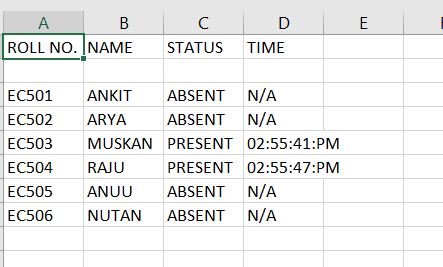 A B C D E
ROLL NO. NAME STATUS TIME
EC501 ANKIT ABSENT N/A
EC502 ARYA ABSENT N/A
EC503 MUSKAN PRESENT 02:55:41:PM
EC504 RAJU PRESENT 02:55:47:PM
EC505 ANUU ABSENT N/A
EC506 NUTAN ABSENT N/A